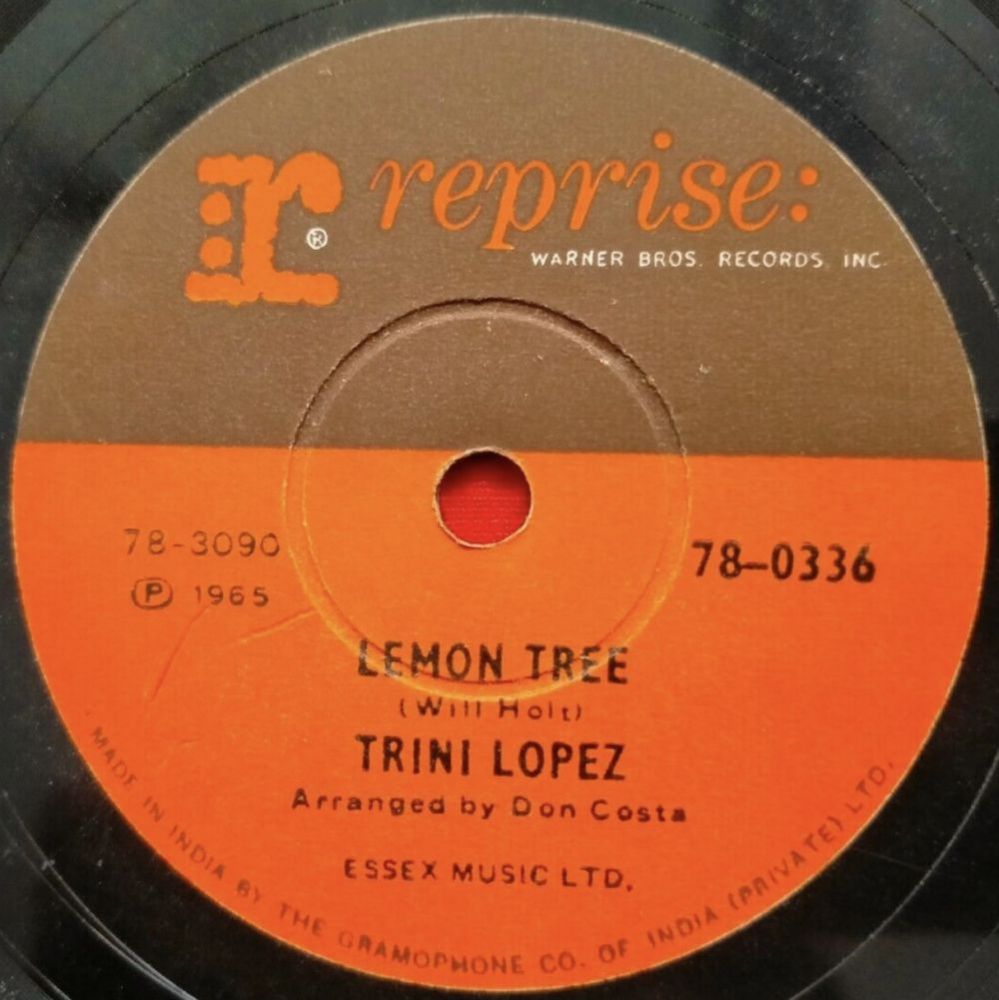 r reprise:
®
WARNER BROS. RECORDS, INC.
78-3090
78-0336
℗ 1965
LEMON TREE
(Will Holt)
TRINI LOPEZ
Arranged by Don Costa
ESSEX MUSIC LTD.
MADE IN INDIA BY THE GRAMOPHONE CO. OF INDIA (PRIVATE) LTD.